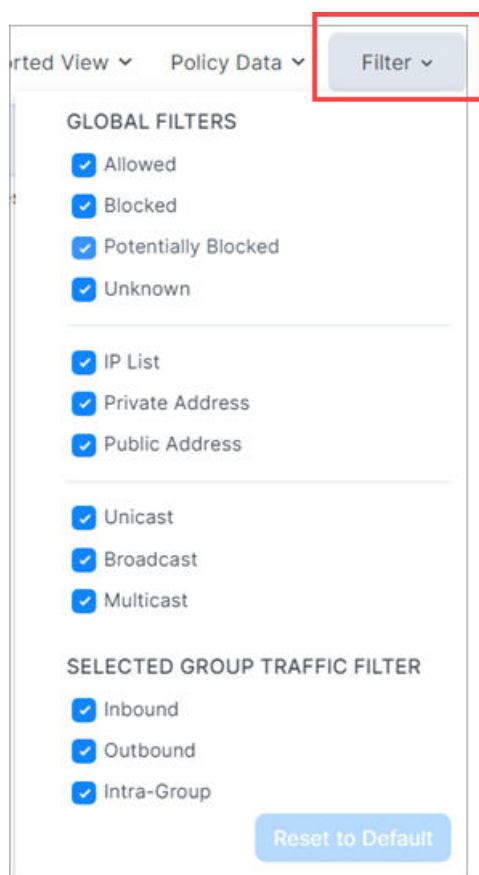 rted View Policy Data Filter
GLOBAL FILTERS
Allowed
Blocked
Potentially Blocked
Unknown
IP List
Private Address
Public Address
Unicast
Broadcast
Multicast
SELECTED GROUP TRAFFIC FILTER
Inbound
Outbound
Intra-Group
Reset to Default